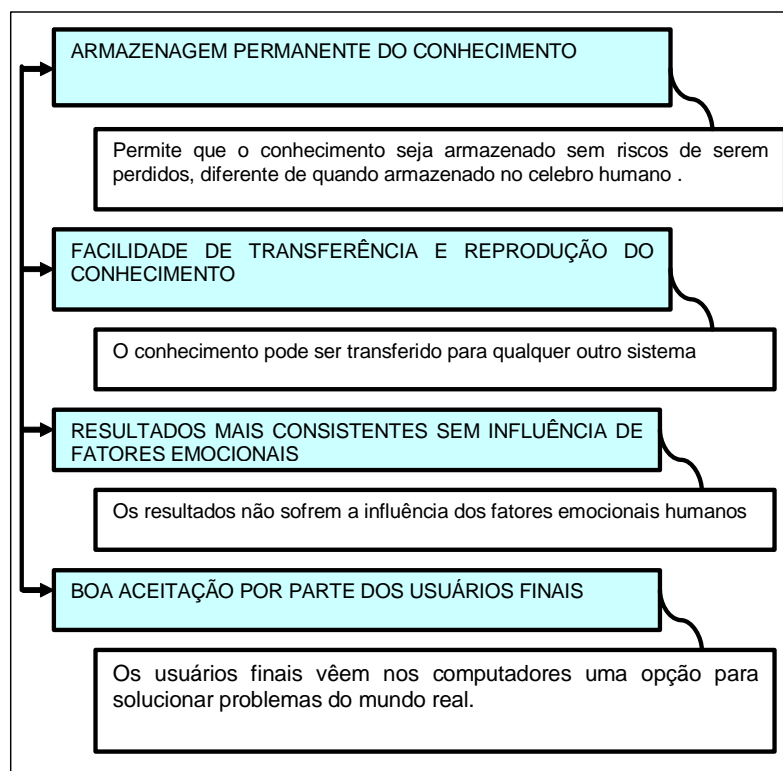 ARMAZENAGEM PERMANENTE DO CONHECIMENTO
Permite que o conhecimento seja armazenado sem riscos de serem
perdidos, diferente de quando armazenado no celebro humano .
FACILIDADE DE TRANSFERÊNCIA E REPRODUÇÃO DO
CONHECIMENTO
O conhecimento pode ser transferido para qualquer outro sistema
RESULTADOS MAIS CONSISTENTES SEM INFLUÊNCIA DE
FATORES EMOCIONAIS
Os resultados não sofrem a influência dos fatores emocionais humanos
BOA ACEITAÇÃO POR PARTE DOS USUÁRIOS FINAIS
Os usuários finais vêem nos computadores uma opção para
solucionar problemas do mundo real.